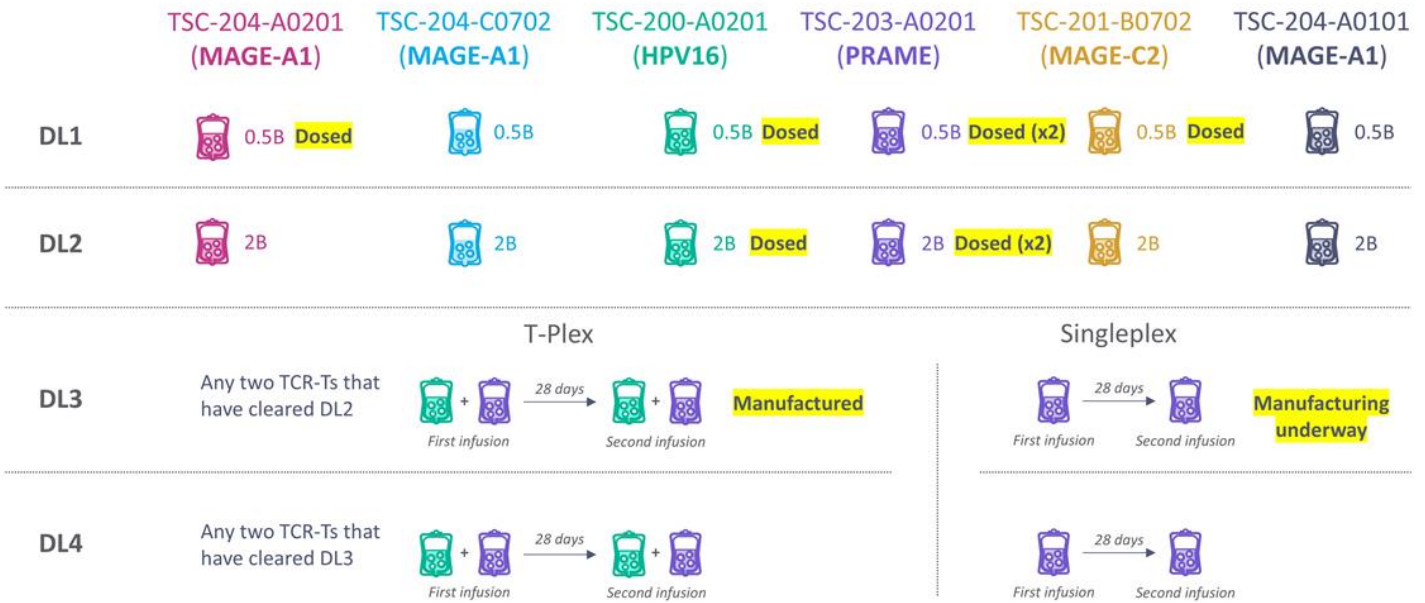 TSC-204-A0201 TSC-204-C0702 TSC-200-A0201 TSC-203-A0201 TSC-201-B0702 TSC-204-A0101
(MAGE-A1) (MAGE-A1) (HPV16) (PRAME) (MAGE-C2) (MAGE-A1)
DL1 0.5B Dosed 0.5B 0.5B Dosed 0.5B Dosed (x2) 0.5B Dosed 0.5B
DL2 2B 2B 2B Dosed 2B Dosed (x2) 2B 2B
T-Plex Singleplex
DL3
Any two TCR-Ts that
have cleared DL2
+ 28 days +
First infusion Second infusion
Manufactured
28 days
First infusion Second infusion
Manufacturing
underway
DL4
Any two TCR-Ts that
have cleared DL3
+ 28 days +
First infusion Second infusion
28 days
First infusion Second infusion